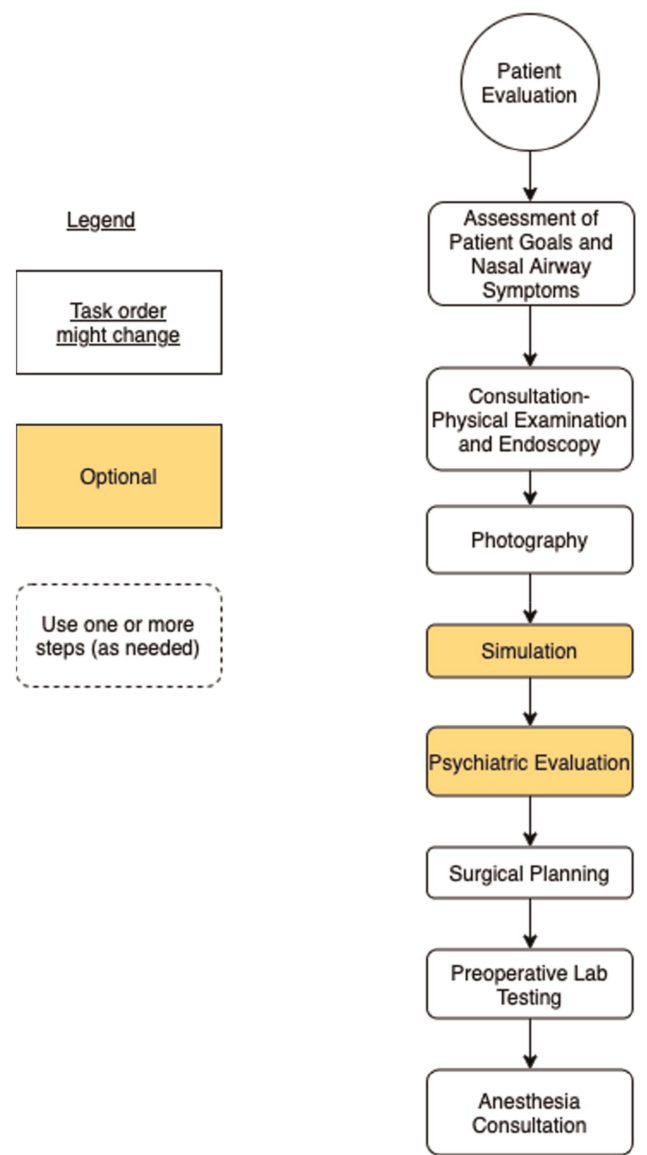 Legend
Task order
might change
Optional
Use one or more
steps (as needed)
Patient
Evaluation
Assessment of
Patient Goals and
Nasal Airway
Symptoms
Consultation-
Physical Examination
and Endoscopy
Photography
Simulation
Psychiatric Evaluation
Surgical Planning
Preoperative Lab
Testing
Anesthesia
Consultation